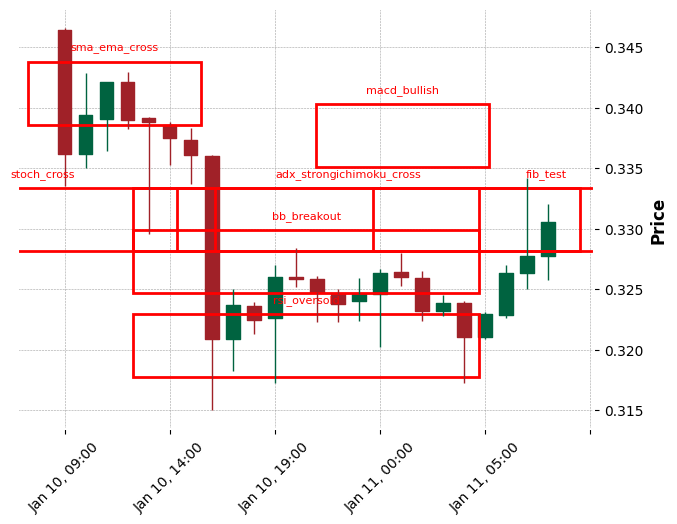 sma_ema_cross
macd_bullish
stoch_cross
adx_strongichimoku_cross
fib_test
bb_breakout
rsi_oversold
0.345
0.340
0.335
0.330
0.325
0.320
0.315
Price
Jan 10, 09:00
Jan 10, 14:00
Jan 10, 19:00
Jan 11, 00:00
Jan 11, 05:00